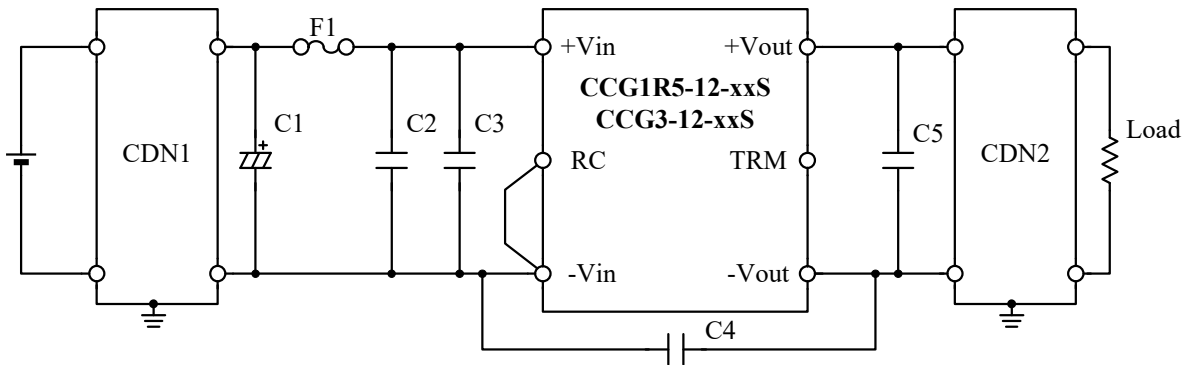 F1
+Vin
+Vout
CCG1R5-12-xxS
CCG3-12-xxS
C1
C2
C3
C5
Load
+
CDN1
RC
TRM
CDN2
-Vin
-Vout
C4